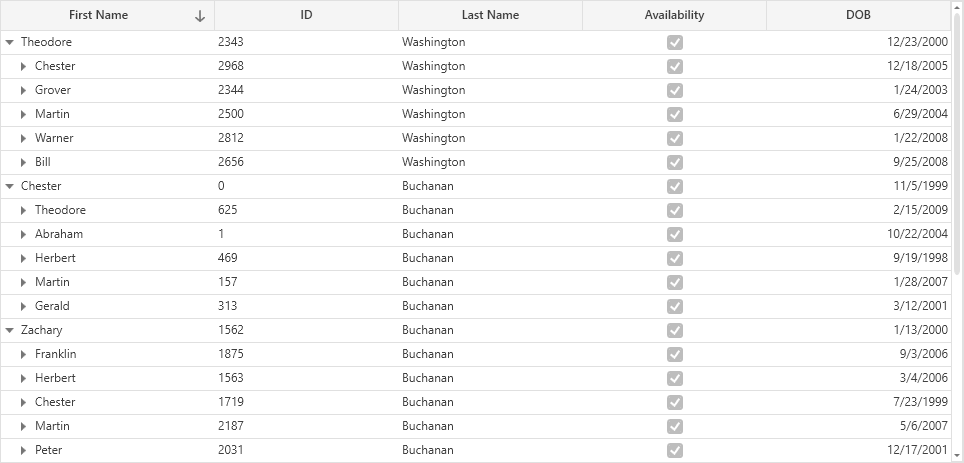 First Name ID Last Name Availability DOB
Theodore 2343 Washington 12/23/2000
Chester 2968 Washington 12/18/2005
Grover 2344 Washington 1/24/2003
Martin 2500 Washington 6/29/2004
Warner 2812 Washington 1/22/2008
Bill 2656 Washington 9/25/2008
Chester 0 Buchanan 11/5/1999
Theodore 625 Buchanan 2/15/2009
Abraham 1 Buchanan 10/22/2004
Herbert 469 Buchanan 9/19/1998
Martin 157 Buchanan 1/28/2007
Gerald 313 Buchanan 3/12/2001
Zachary 1562 Buchanan 1/13/2000
Franklin 1875 Buchanan 9/3/2006
Herbert 1563 Buchanan 3/4/2006
Chester 1719 Buchanan 7/23/1999
Martin 2187 Buchanan 5/6/2007
Peter 2031 Buchanan 12/17/2001